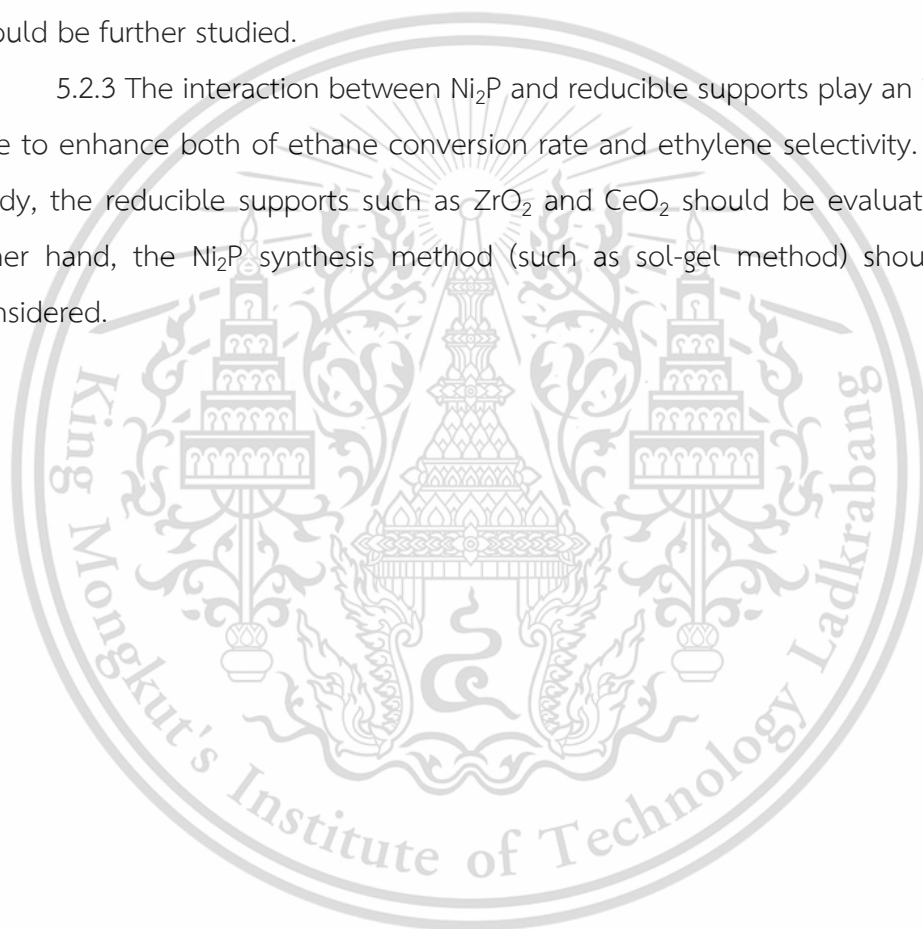 ould be further studied.
5.2.3 The interaction between Ni₂P and reducible supports play an
e to enhance both of ethane conversion rate and ethylene selectivity.
dy, the reducible supports such as ZrO₂ and CeO₂ should be evaluat
er hand, the Ni₂P synthesis method (such as sol-gel method) shou
nsidered.
King Mongkut's Institute of Technology Ladkrabang